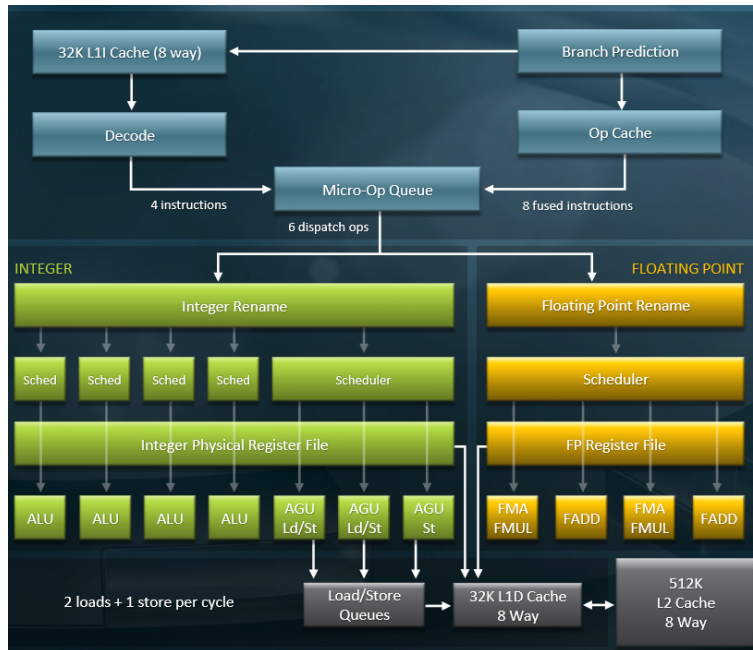 32K L1I Cache (8 way)
Branch Prediction
Decode
Op Cache
Micro-Op Queue
4 instructions
8 fused instructions
6 dispatch ops
INTEGER
FLOATING POINT
Integer Rename
Floating Point Rename
Sched
Sched
Sched
Sched
Scheduler
Scheduler
Integer Physical Register File
FP Register File
ALU
ALU
ALU
ALU
AGU
Ld/St
AGU
Ld/St
AGU
St
FMA
FMUL
FADD
FMA
FMUL
FADD
2 loads + 1 store per cycle
Load/Store
Queues
32K L1D Cache
8 Way
512K
L2 Cache
8 Way